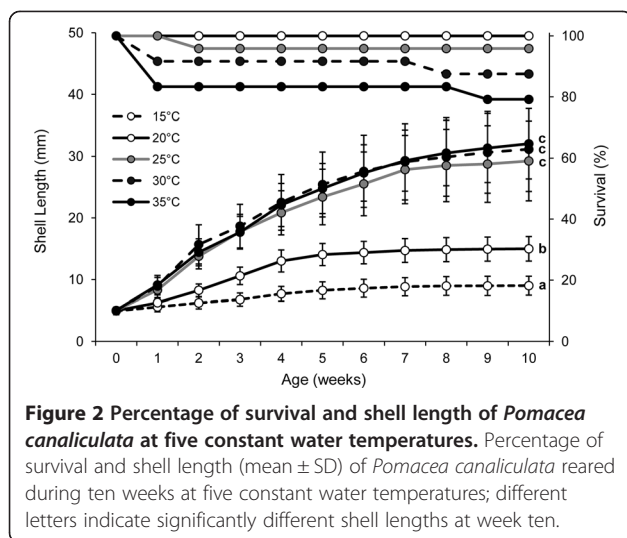 50
40
30
20
10
0
Shell Length (mm)
100
80
60
40
20
0
Survival (%)
15°C
20°C
25°C
30°C
35°C
c
c
c
b
a
0 1 2 3 4 5 6 7 8 9 10
Age (weeks)
Figure 2 Percentage of survival and shell length of Pomacea
canaliculata at five constant water temperatures. Percentage of
survival and shell length (mean ± SD) of Pomacea canaliculata reared
during ten weeks at five constant water temperatures; different
letters indicate significantly different shell lengths at week ten.